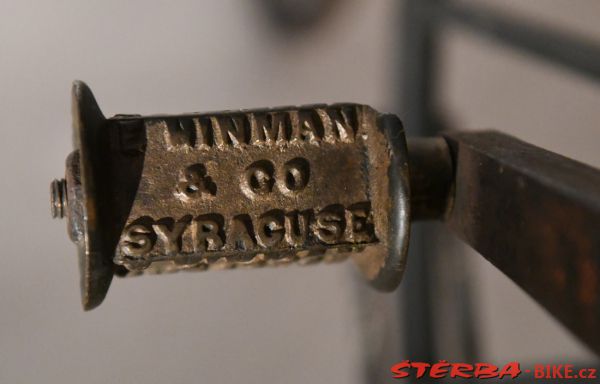 HINMAN
& CO
SYRACUSE
ŠTĚRBA-BIKE.cz